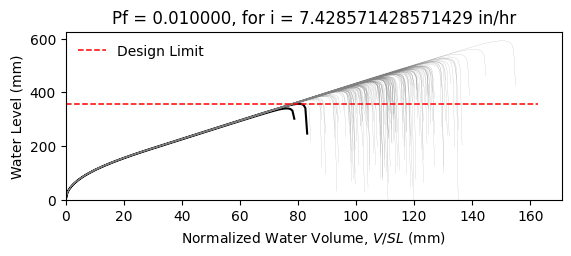 Pf = 0.010000, for i = 7.428571428571429 in/hr
Design Limit
Water Level (mm)
600
400
200
0
0 20 40 60 80 100 120 140 160
Normalized Water Volume, V/SL (mm)